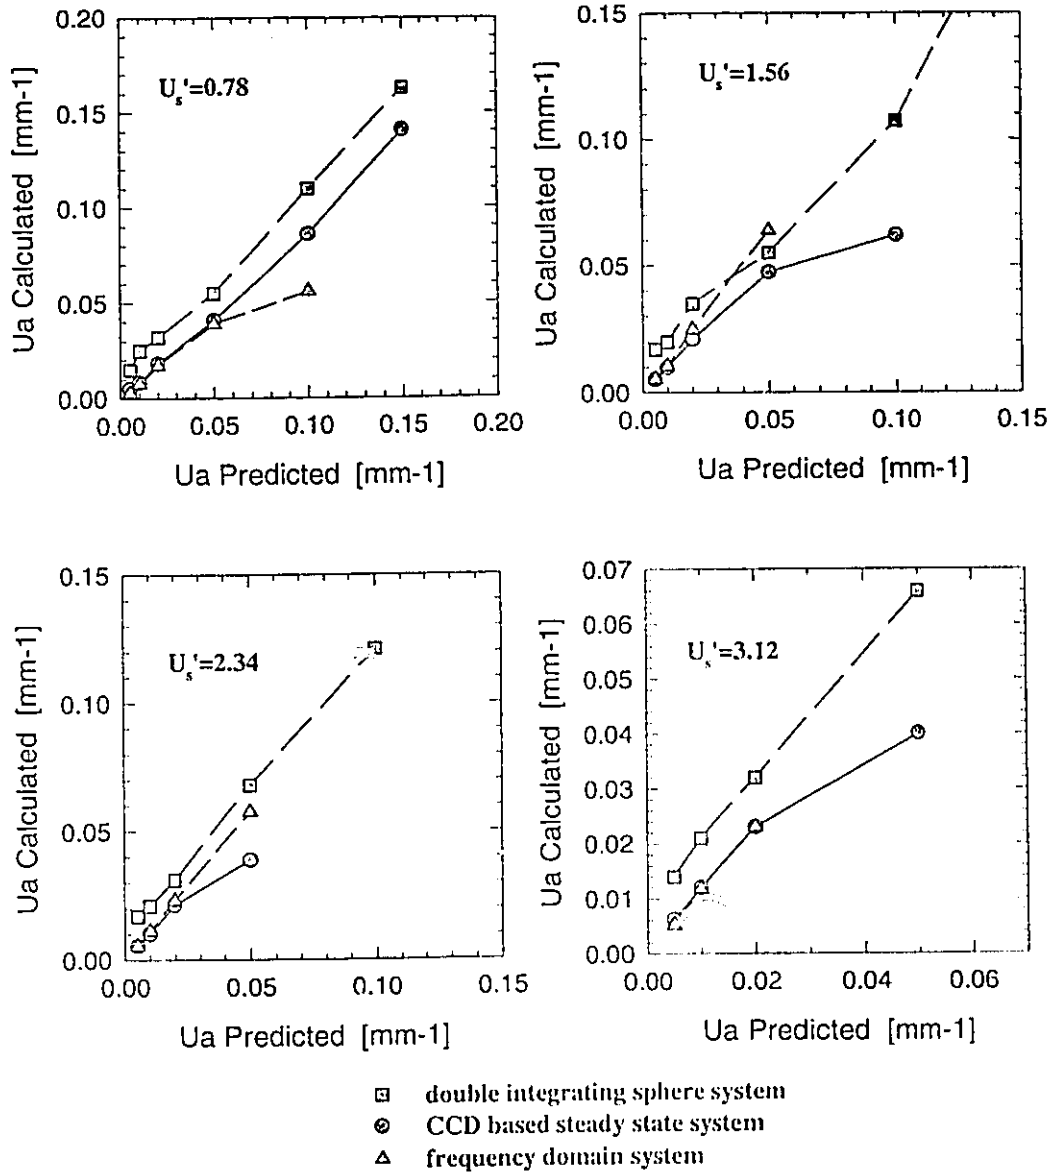 0.20
0.15
0.10
0.05
0.00
Ua Calculated [mm-1]
U_s'=0.78
0.00 0.05 0.10 0.15 0.20
Ua Predicted [mm-1]
0.15
0.10
0.05
0.00
Ua Calculated [mm-1]
U_s'=1.56
0.00 0.05 0.10 0.15
Ua Predicted [mm-1]
0.15
0.10
0.05
0.00
Ua Calculated [mm-1]
U_s'=2.34
0.00 0.05 0.10 0.15
Ua Predicted [mm-1]
0.07
0.06
0.05
0.04
0.03
0.02
0.01
0.00
Ua Calculated [mm-1]
U_s'=3.12
0.00 0.02 0.04 0.06
Ua Predicted [mm-1]
double integrating sphere system
CCD based steady state system
frequency domain system